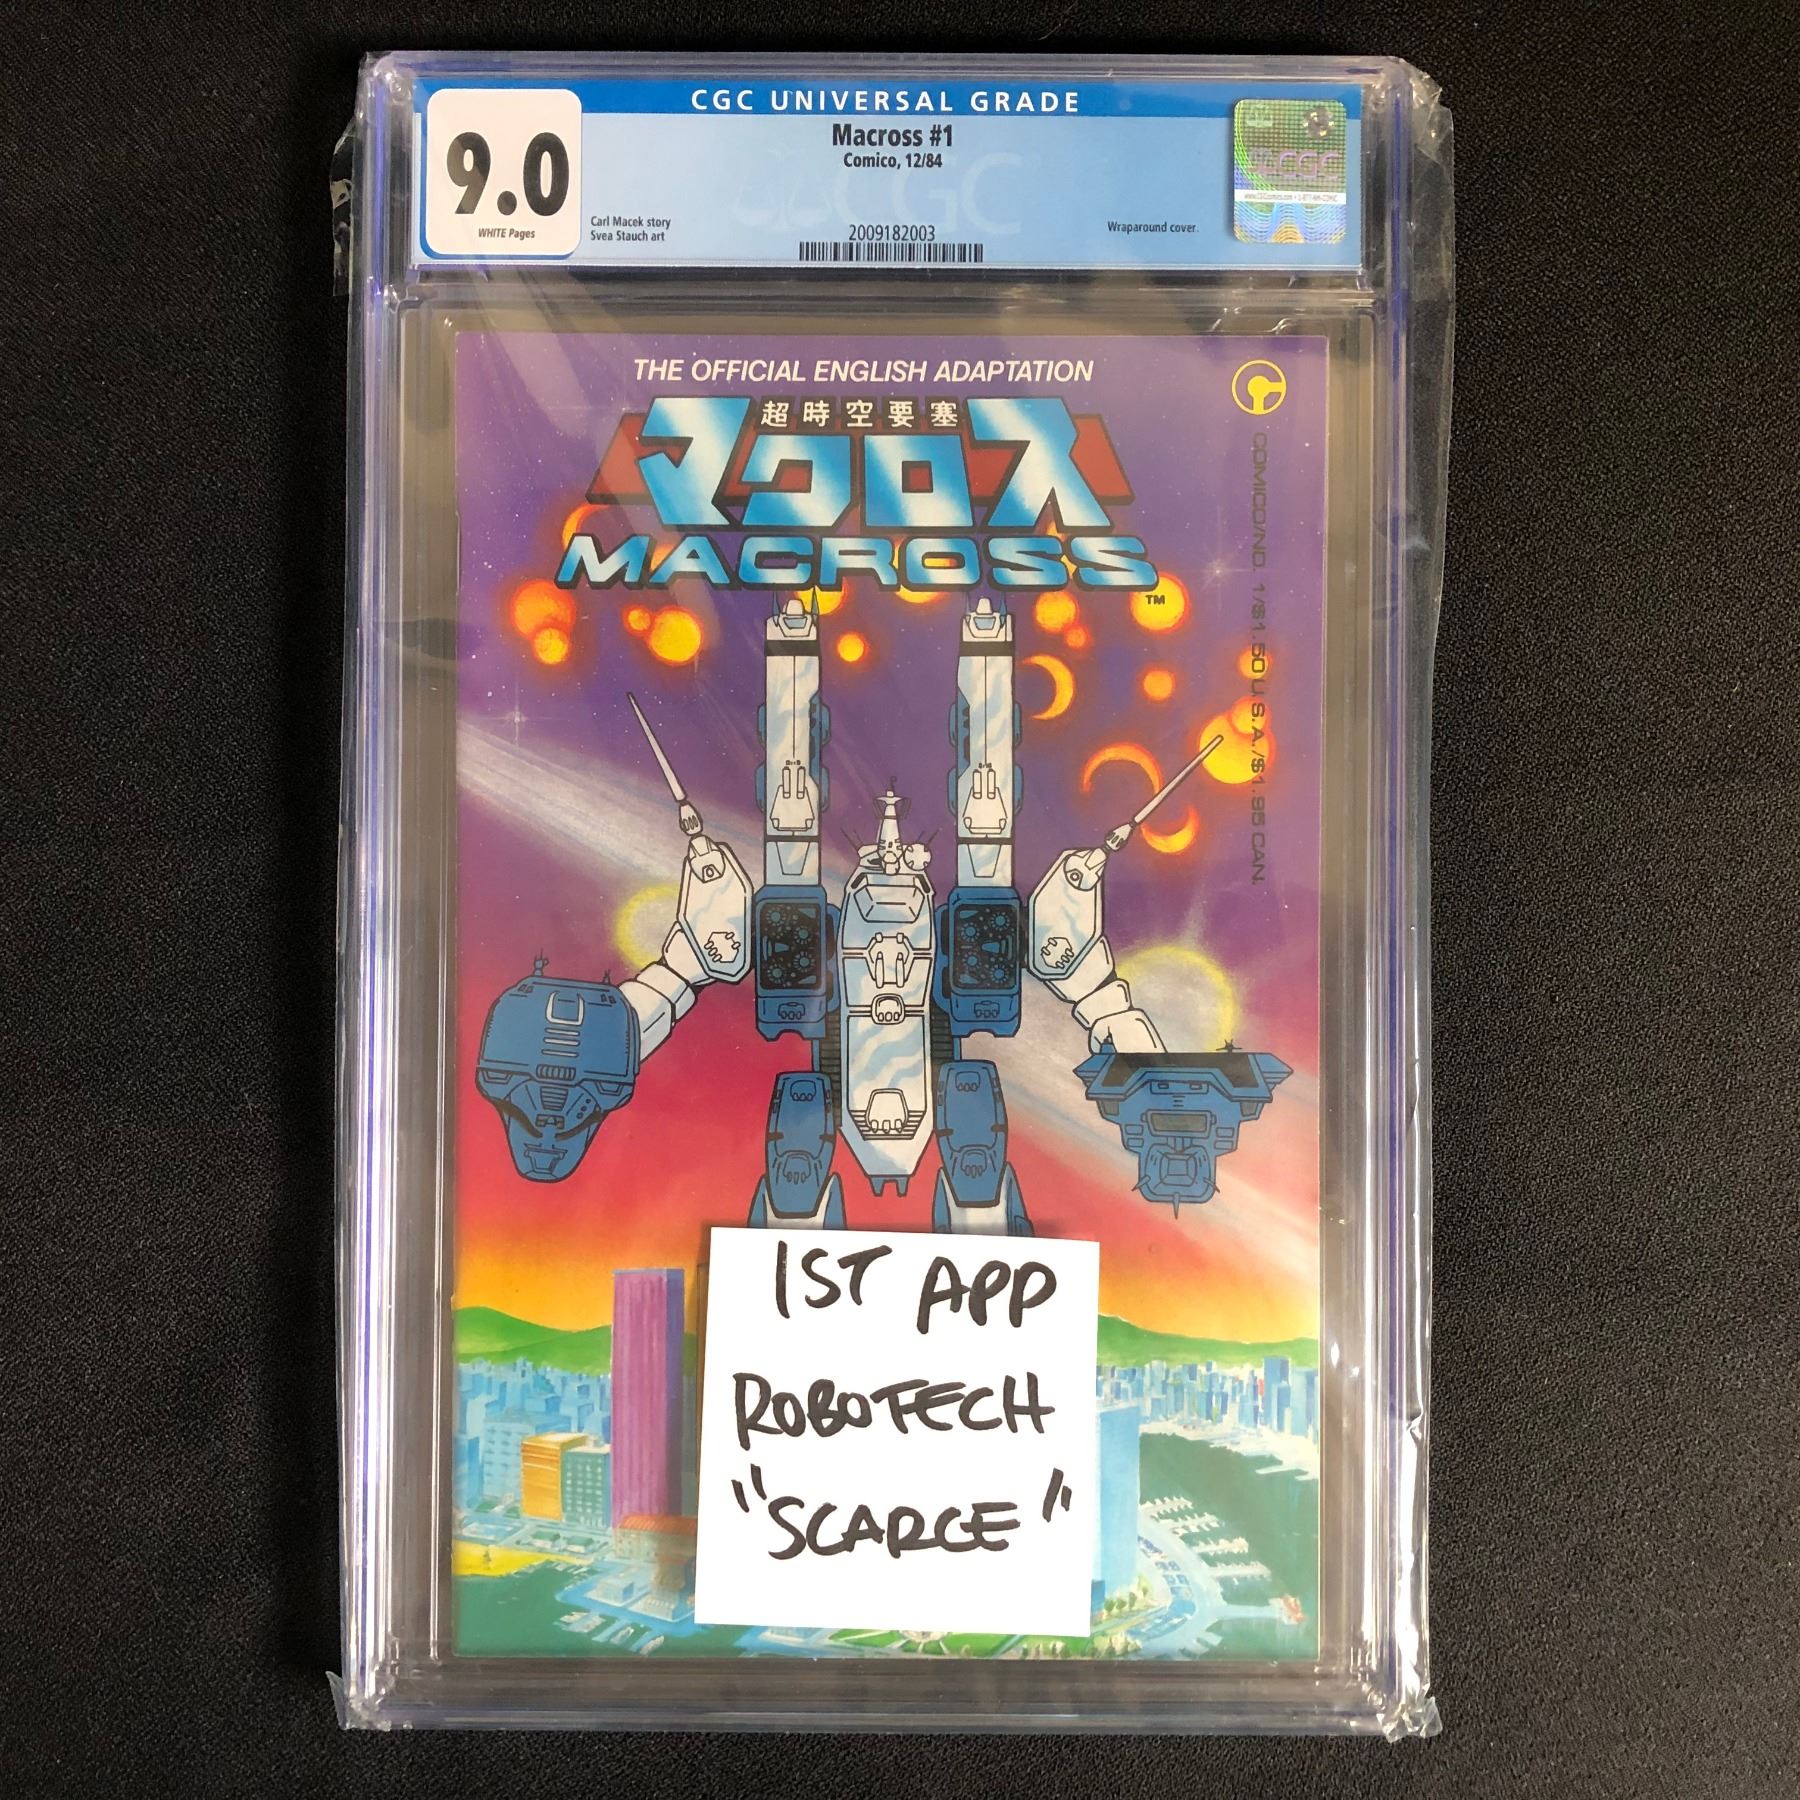 CGC UNIVERSAL GRADE
9.0
WHITE Pages
Macross #1
Comico, 12/84
Carl Macek story
Svea Stauch art
2009182003
Wraparound cover.
CGC
THE OFFICIAL ENGLISH ADAPTATION
超時空要塞
マクロス
MACROSS
TM
COMICO/NO. 1/$1.50 U.S.A./$1.95 CAN.
1ST APP
ROBOTECH
"SCARCE"